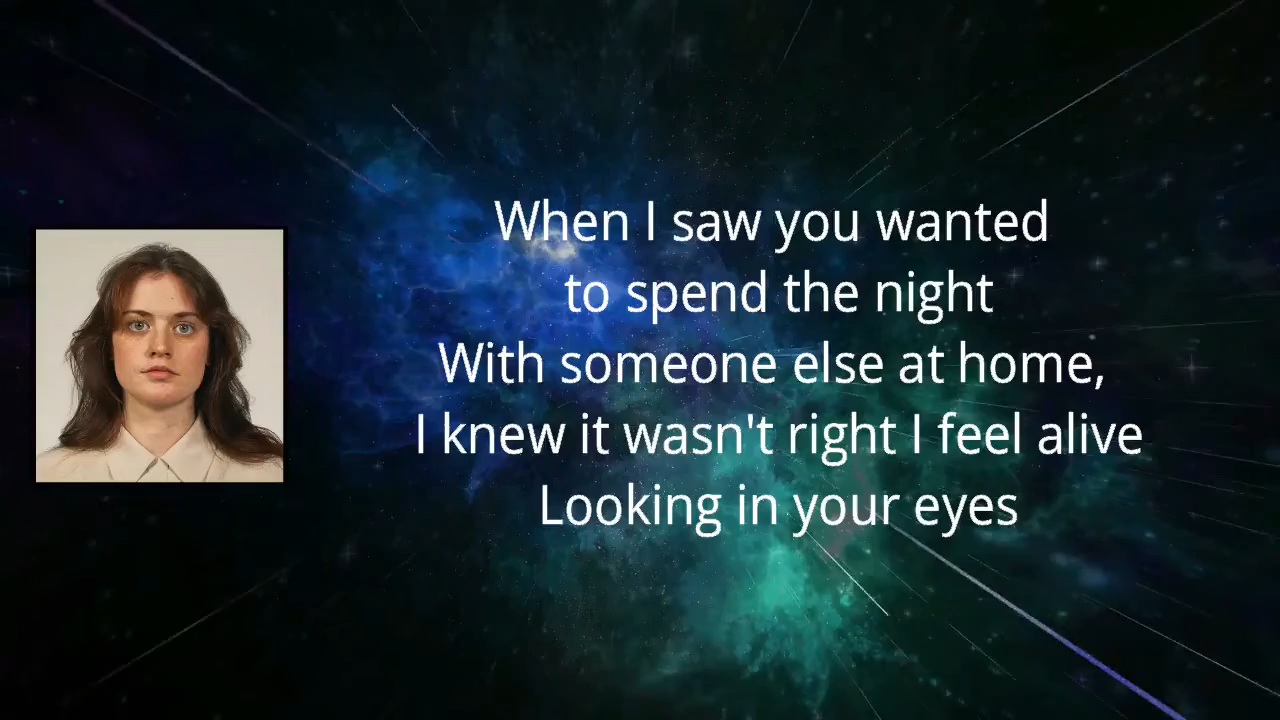 When I saw you wanted
to spend the night
With someone else at home,
I knew it wasn't right I feel alive
Looking in your eyes